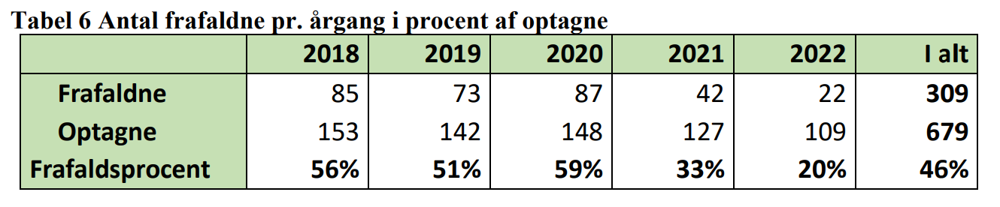 Tabel 6 Antal frafaldne pr. årgang i procent af optagne
2018 2019 2020 2021 2022 I alt
Frafaldne 85 73 87 42 22 309
Optagne 153 142 148 127 109 679
Frafaldsprocent 56% 51% 59% 33% 20% 46%